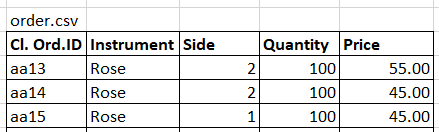 order.csv
Cl. Ord.ID Instrument Side Quantity Price
aa13 Rose 2 100 55.00
aa14 Rose 2 100 45.00
aa15 Rose 1 100 45.00